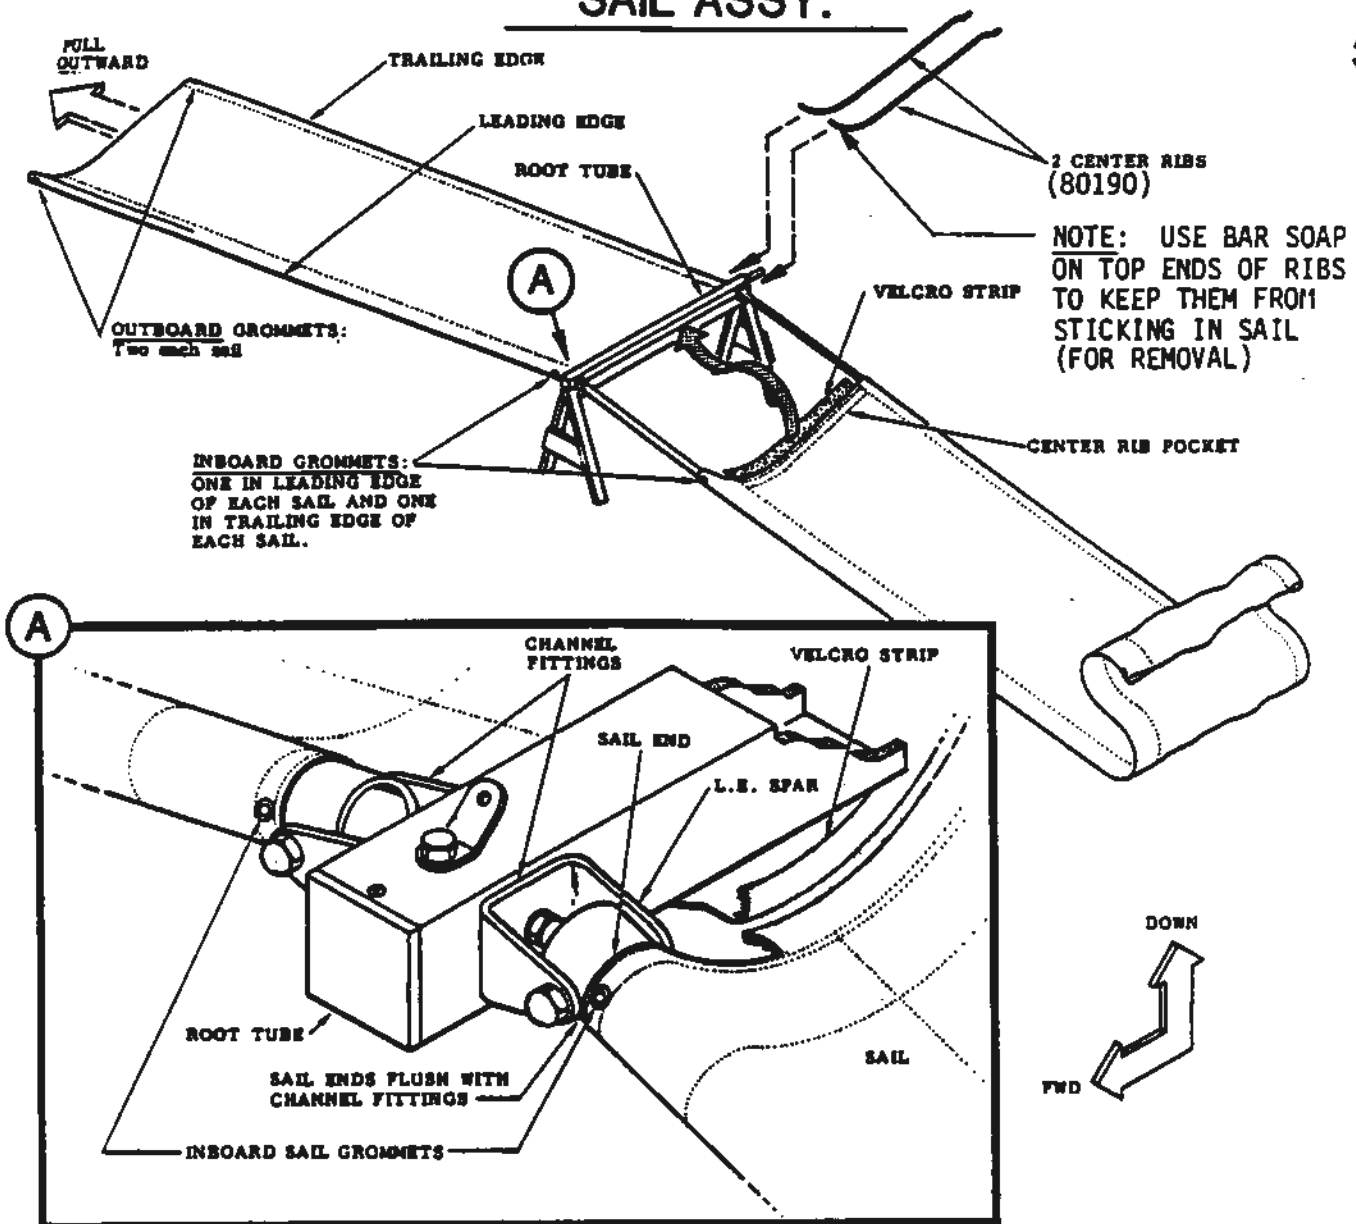 SAIL ASSY.
PULL
OUTWARD
TRAILING EDGE
LEADING EDGE
ROOT TUBE
2 CENTER RIBS
(80190)
NOTE: USE BAR SOAP
ON TOP ENDS OF RIBS
TO KEEP THEM FROM
STICKING IN SAIL
(FOR REMOVAL)
A
VELCRO STRIP
OUTBOARD GROMMETS:
Two each sail
CENTER RIB POCKET
INBOARD GROMMETS:
ONE IN LEADING EDGE
OF EACH SAIL AND ONE
IN TRAILING EDGE OF
EACH SAIL.
A
CHANNEL
FITTINGS
VELCRO STRIP
SAIL END
L.E. SPAR
ROOT TUBE
SAIL ENDS FLUSH WITH
CHANNEL FITTINGS
INBOARD SAIL GROMMETS
SAIL
DOWN
FWD